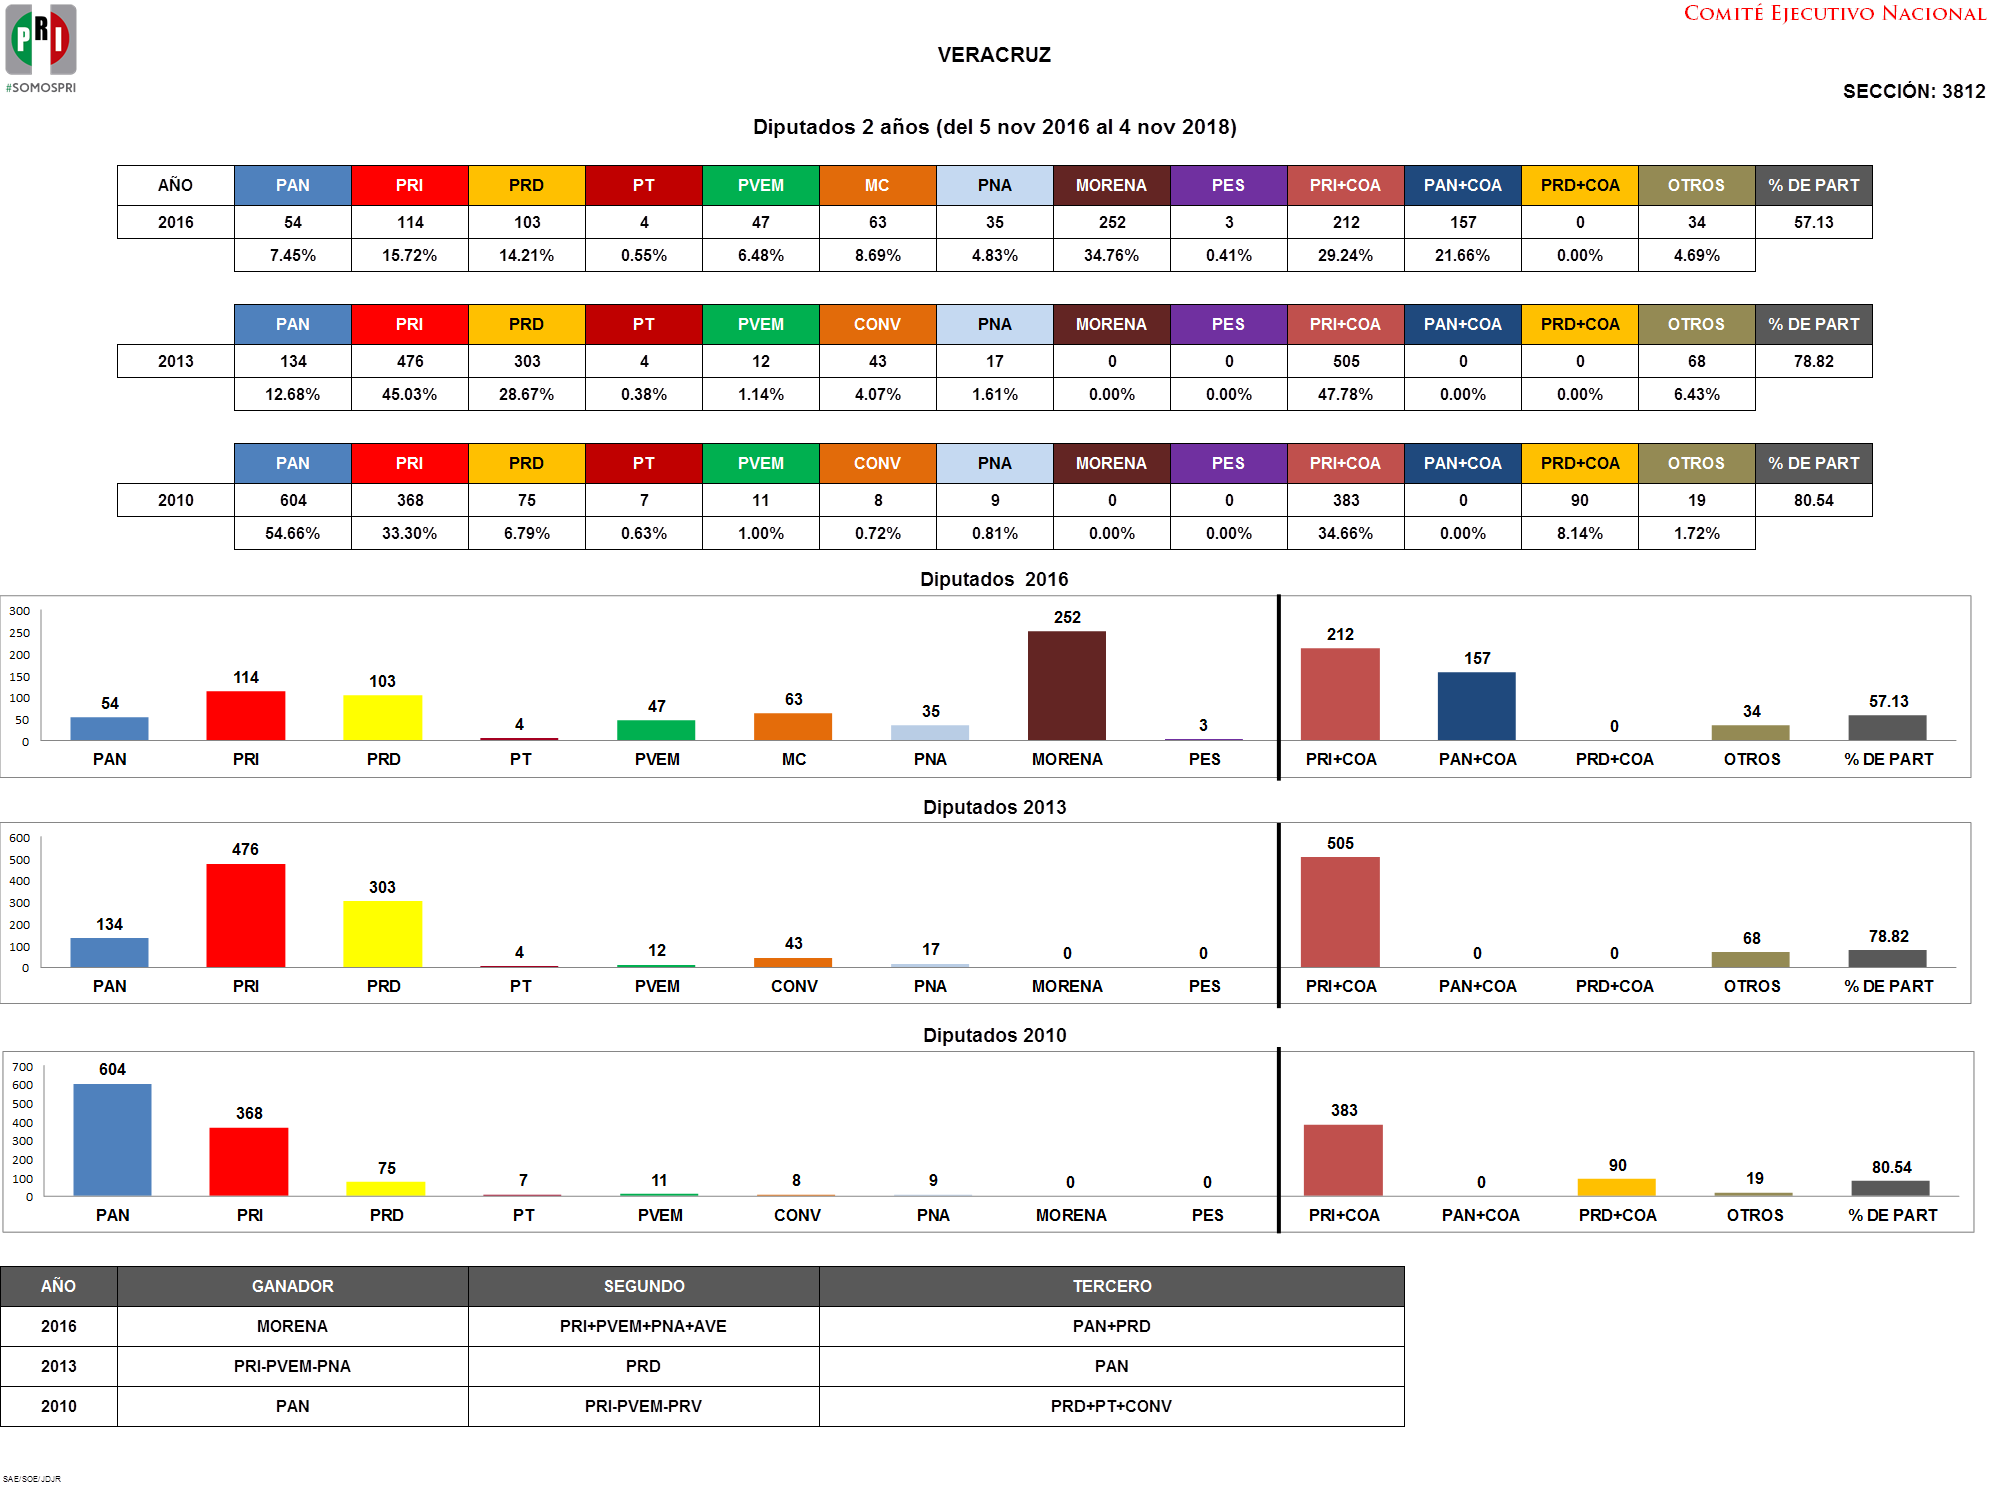 PRI
#SOMOSPRI
COMITÉ EJECUTIVO NACIONAL
VERACRUZ
SECCIÓN: 3812
Diputados 2 años (del 5 nov 2016 al 4 nov 2018)
AÑO PAN PRI PRD PT PVEM MC PNA MORENA PES PRI+COA PAN+COA PRD+COA OTROS % DE PART
2016 54 114 103 4 47 63 35 252 3 212 157 0 34 57.13
7.45% 15.72% 14.21% 0.55% 6.48% 8.69% 4.83% 34.76% 0.41% 29.24% 21.66% 0.00% 4.69%
PAN PRI PRD PT PVEM CONV PNA MORENA PES PRI+COA PAN+COA PRD+COA OTROS % DE PART
2013 134 476 303 4 12 43 17 0 0 505 0 0 68 78.82
12.68% 45.03% 28.67% 0.38% 1.14% 4.07% 1.61% 0.00% 0.00% 47.78% 0.00% 0.00% 6.43%
PAN PRI PRD PT PVEM CONV PNA MORENA PES PRI+COA PAN+COA PRD+COA OTROS % DE PART
2010 604 368 75 7 11 8 9 0 0 383 0 90 19 80.54
54.66% 33.30% 6.79% 0.63% 1.00% 0.72% 0.81% 0.00% 0.00% 34.66% 0.00% 8.14% 1.72%
Diputados 2016
300
250
200
150
100
50
0
54 114 103 4 47 63 35 252 3 212 157 0 34 57.13
PAN PRI PRD PT PVEM MC PNA MORENA PES PRI+COA PAN+COA PRD+COA OTROS % DE PART
Diputados 2013
600
500
400
300
200
100
0
134 476 303 4 12 43 17 0 0 505 0 0 68 78.82
PAN PRI PRD PT PVEM CONV PNA MORENA PES PRI+COA PAN+COA PRD+COA OTROS % DE PART
Diputados 2010
700
600
500
400
300
200
100
0
604 368 75 7 11 8 9 0 0 383 0 90 19 80.54
PAN PRI PRD PT PVEM CONV PNA MORENA PES PRI+COA PAN+COA PRD+COA OTROS % DE PART
AÑO GANADOR SEGUNDO TERCERO
2016 MORENA PRI+PVEM+PNA+AVE PAN+PRD
2013 PRI-PVEM-PNA PRD PAN
2010 PAN PRI-PVEM-PRV PRD+PT+CONV
SAE/SOE/JDJR